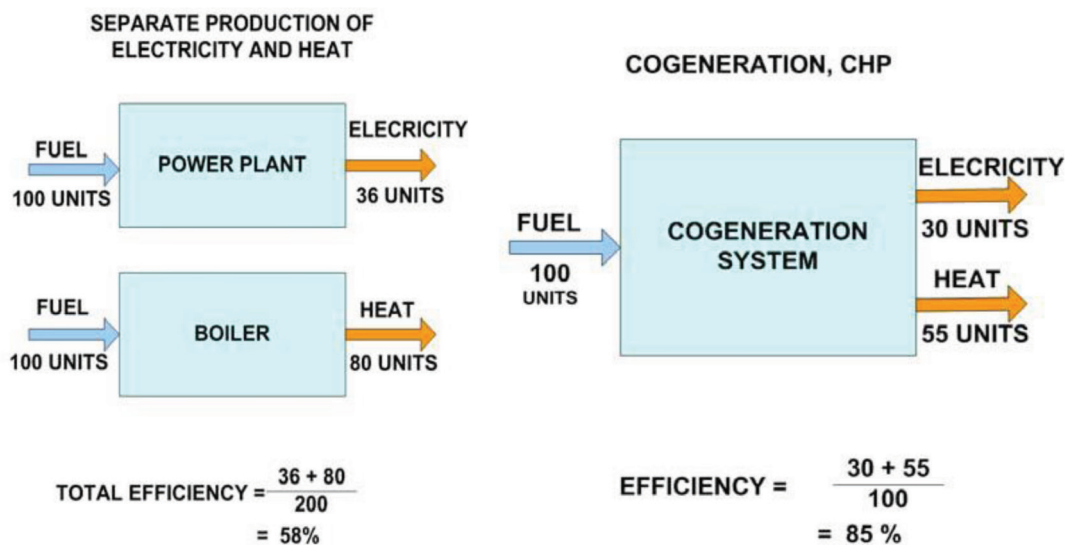 SEPARATE PRODUCTION OF
ELECTRICITY AND HEAT
FUEL
100 UNITS
POWER PLANT
ELECRICITY
36 UNITS
FUEL
100 UNITS
BOILER
HEAT
80 UNITS
TOTAL EFFICIENCY = 36 + 80
200
= 58%
COGENERATION, CHP
FUEL
100
UNITS
COGENERATION
SYSTEM
ELECRICITY
30 UNITS
HEAT
55 UNITS
EFFICIENCY = 30 + 55
100
= 85 %